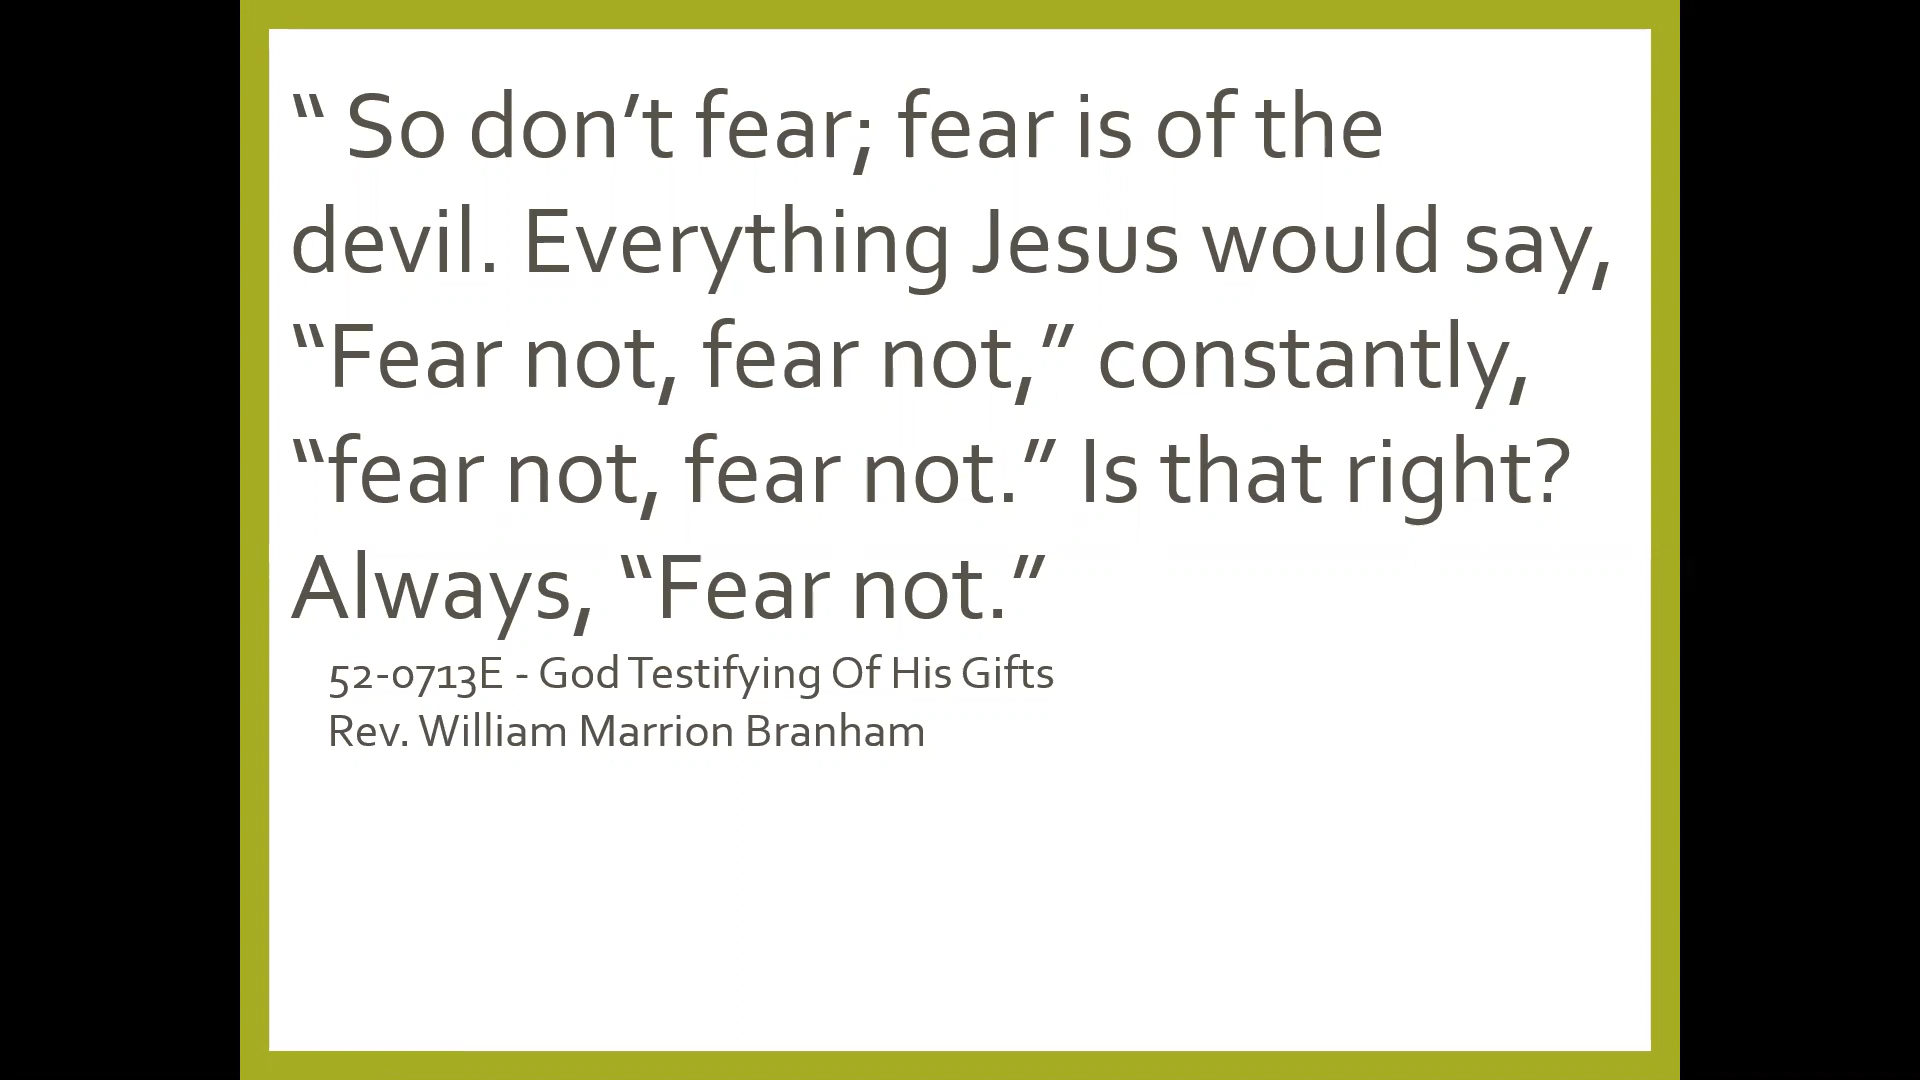 “ So don’t fear; fear is of the
devil. Everything Jesus would say,
“Fear not, fear not,” constantly,
“fear not, fear not.” Is that right?
Always, “Fear not.”
52-0713E - God Testifying Of His Gifts
Rev. William Marrion Branham